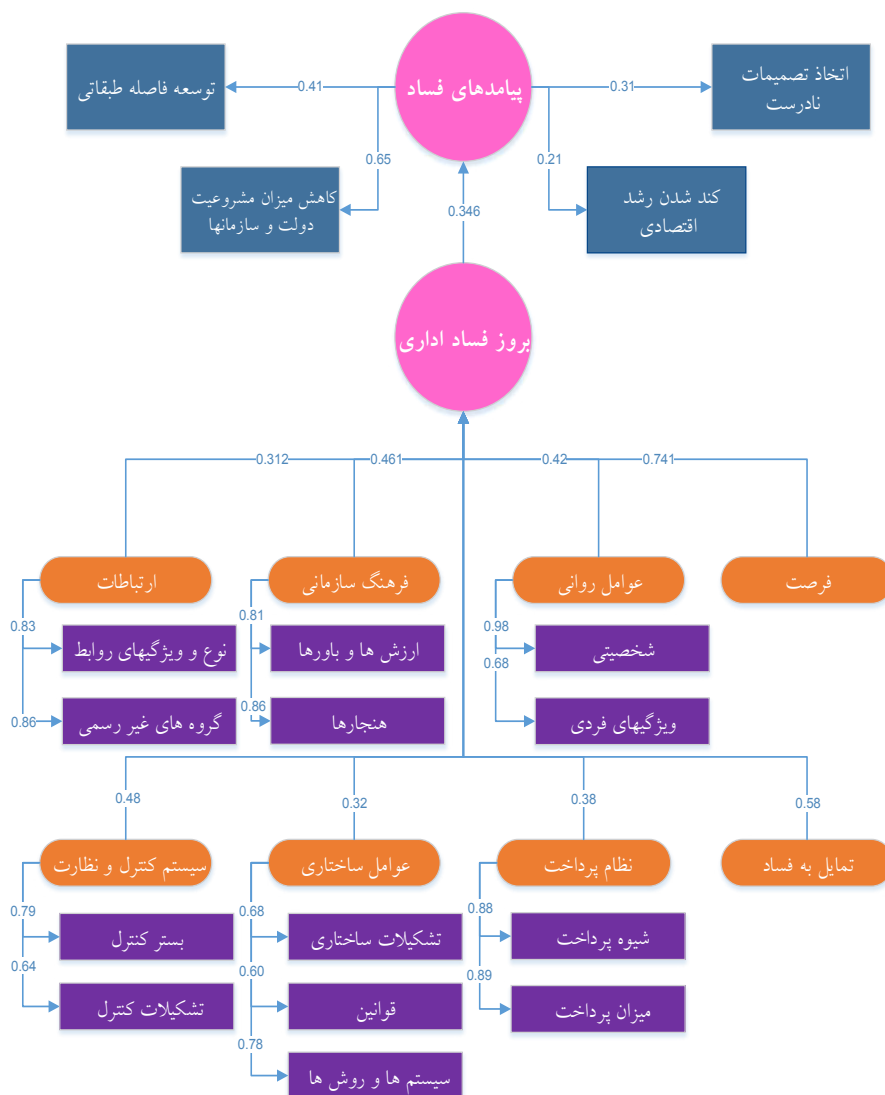 پیامدهای فساد
اتخاذ تصمیمات
نادرست
0.31
0.41
توسعه فاصله طبقاتی
0.21
0.65
کند شدن رشد
اقتصادی
کاهش میزان مشروعیت
دولت و سازمانها
0.346
بروز فساد اداری
0.741
0.42
0.461
0.312
فرصت
عوامل روانی
فرهنگ سازمانی
ارتباطات
0.98
0.81
0.83
شخصیتی
ارزش ها و باورها
نوع و ویژگیهای روابط
0.68
0.86
0.86
ویژگیهای فردی
هنجارها
گروه های غیر رسمی
0.58
0.38
0.32
0.48
تمایل به فساد
نظام پرداخت
عوامل ساختاری
سیستم کنترل و نظارت
0.88
0.68
0.79
شیوه پرداخت
تشکیلات ساختاری
بستر کنترل
0.89
0.60
0.64
میزان پرداخت
قوانین
تشکیلات کنترل
0.78
سیستم ها و روش ها